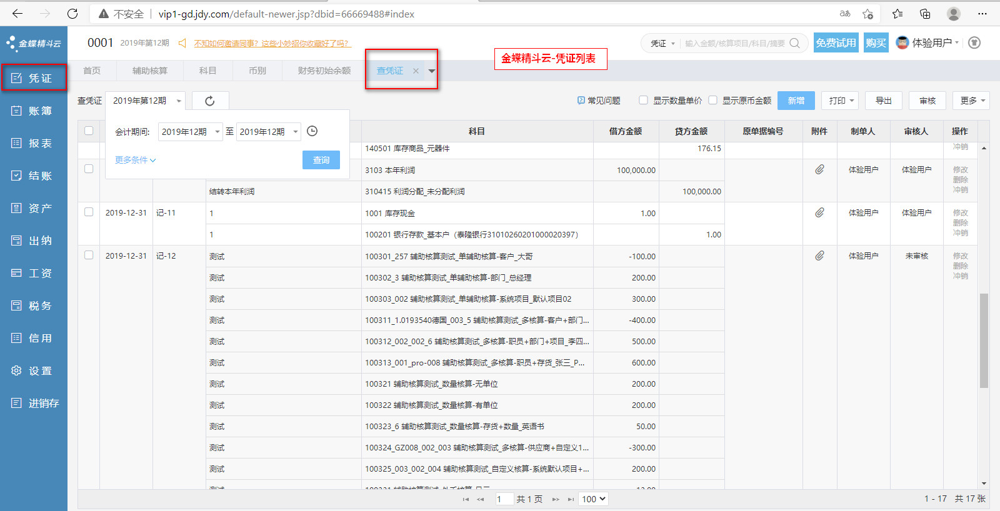 不安全 vip1-gd.jdy.com/default-newer.jsp?dbid=66669488#index
金蝶精斗云
0001 2019年第12期 不知如何邀请同事？这些小妙招你收藏好了吗？
凭证 输入金额/核算项目/科目/摘要 免费试用 购买 体验用户
金蝶精斗云-凭证列表
首页 辅助核算 科目 币别 财务初始余额 查凭证
凭证
账簿
报表
结账
资产
出纳
工资
税务
信用
设置
进销存
查凭证 2019年第12期
常见问题 显示数量单价 显示原币金额 新增 打印 导出 审核 更多
会计期间: 2019年12期 至 2019年12期
更多条件 查询
科目 借方金额 贷方金额 原单据编号 附件 制单人 审核人 操作
140501 库存商品_元器件 176.15 冲销
3103 本年利润 100,000.00 体验用户 体验用户 修改
删除
冲销
结转本年利润 310415 利润分配_未分配利润 100,000.00
2019-12-31 记-11 1 1001 库存现金 1.00 体验用户 体验用户 修改
删除
冲销
1 100201 银行存款_基本户（泰隆银行31010260201000020397） 1.00
2019-12-31 记-12 测试 100301_257 辅助核算测试_单辅助核算-客户_大哥 -100.00 体验用户 未审核 修改
删除
冲销
测试 100302_3 辅助核算测试_单辅助核算-部门_总经理 200.00
测试 100303_002 辅助核算测试_单辅助核算-系统项目_默认项目02 300.00
测试 100311_1.0193540德国_003_5 辅助核算测试_多核算-客户+部门... -400.00
测试 100312_002_002_6 辅助核算测试_多核算-职员+部门+项目_李四... 500.00
测试 100313_001_pro-008 辅助核算测试_多核算-职员+存货_张三_P... 600.00
测试 100321 辅助核算测试_数量核算-无单位 200.00
测试 100322 辅助核算测试_数量核算-有单位 200.00
测试 100323_6 辅助核算测试_数量核算-存货+数量_英语书 50.00
测试 100324_GZ008_002_003 辅助核算测试_多核算-供应商+自定义1... -300.00
测试 100325_003_002_004 辅助核算测试_自定义核算-系统默认项目+... 200.00
1 共 1 页 100 1 - 17 共 17 张